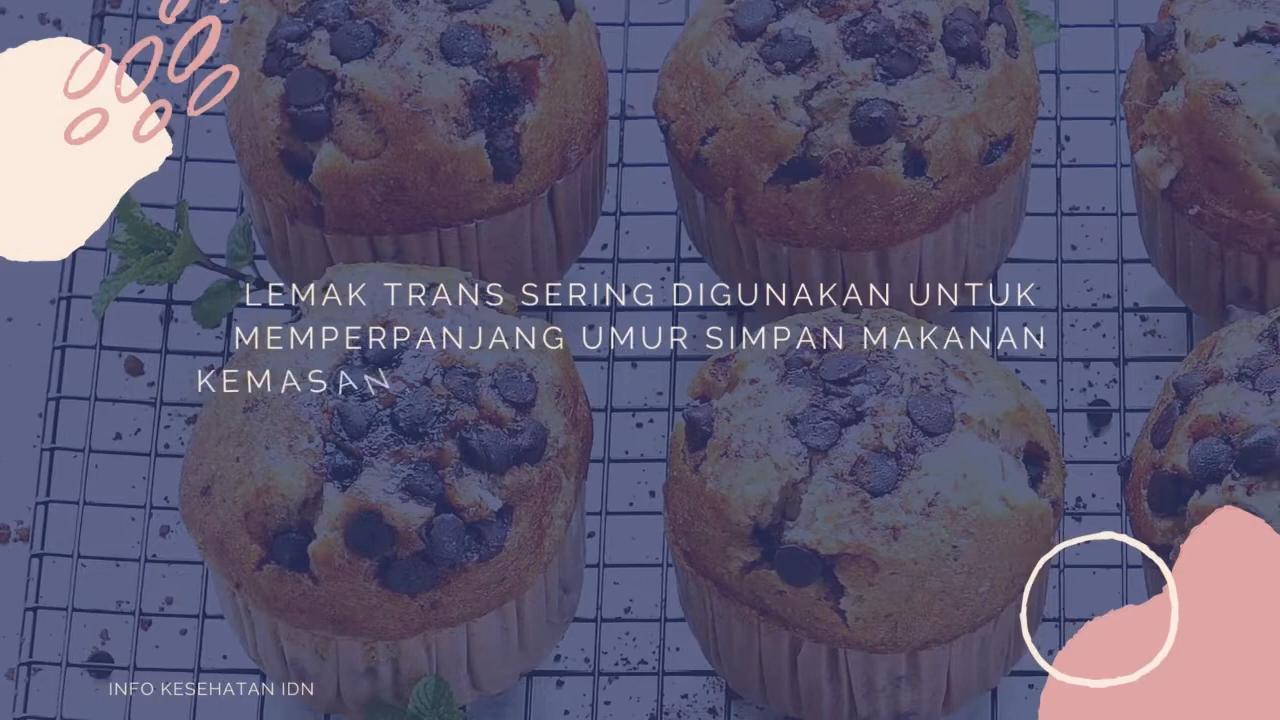 LEMAK TRANS SERING DIGUNAKAN UNTUK
MEMPERPANJANG UMUR SIMPAN MAKANAN
KEMASAN
INFO KESEHATAN IDN